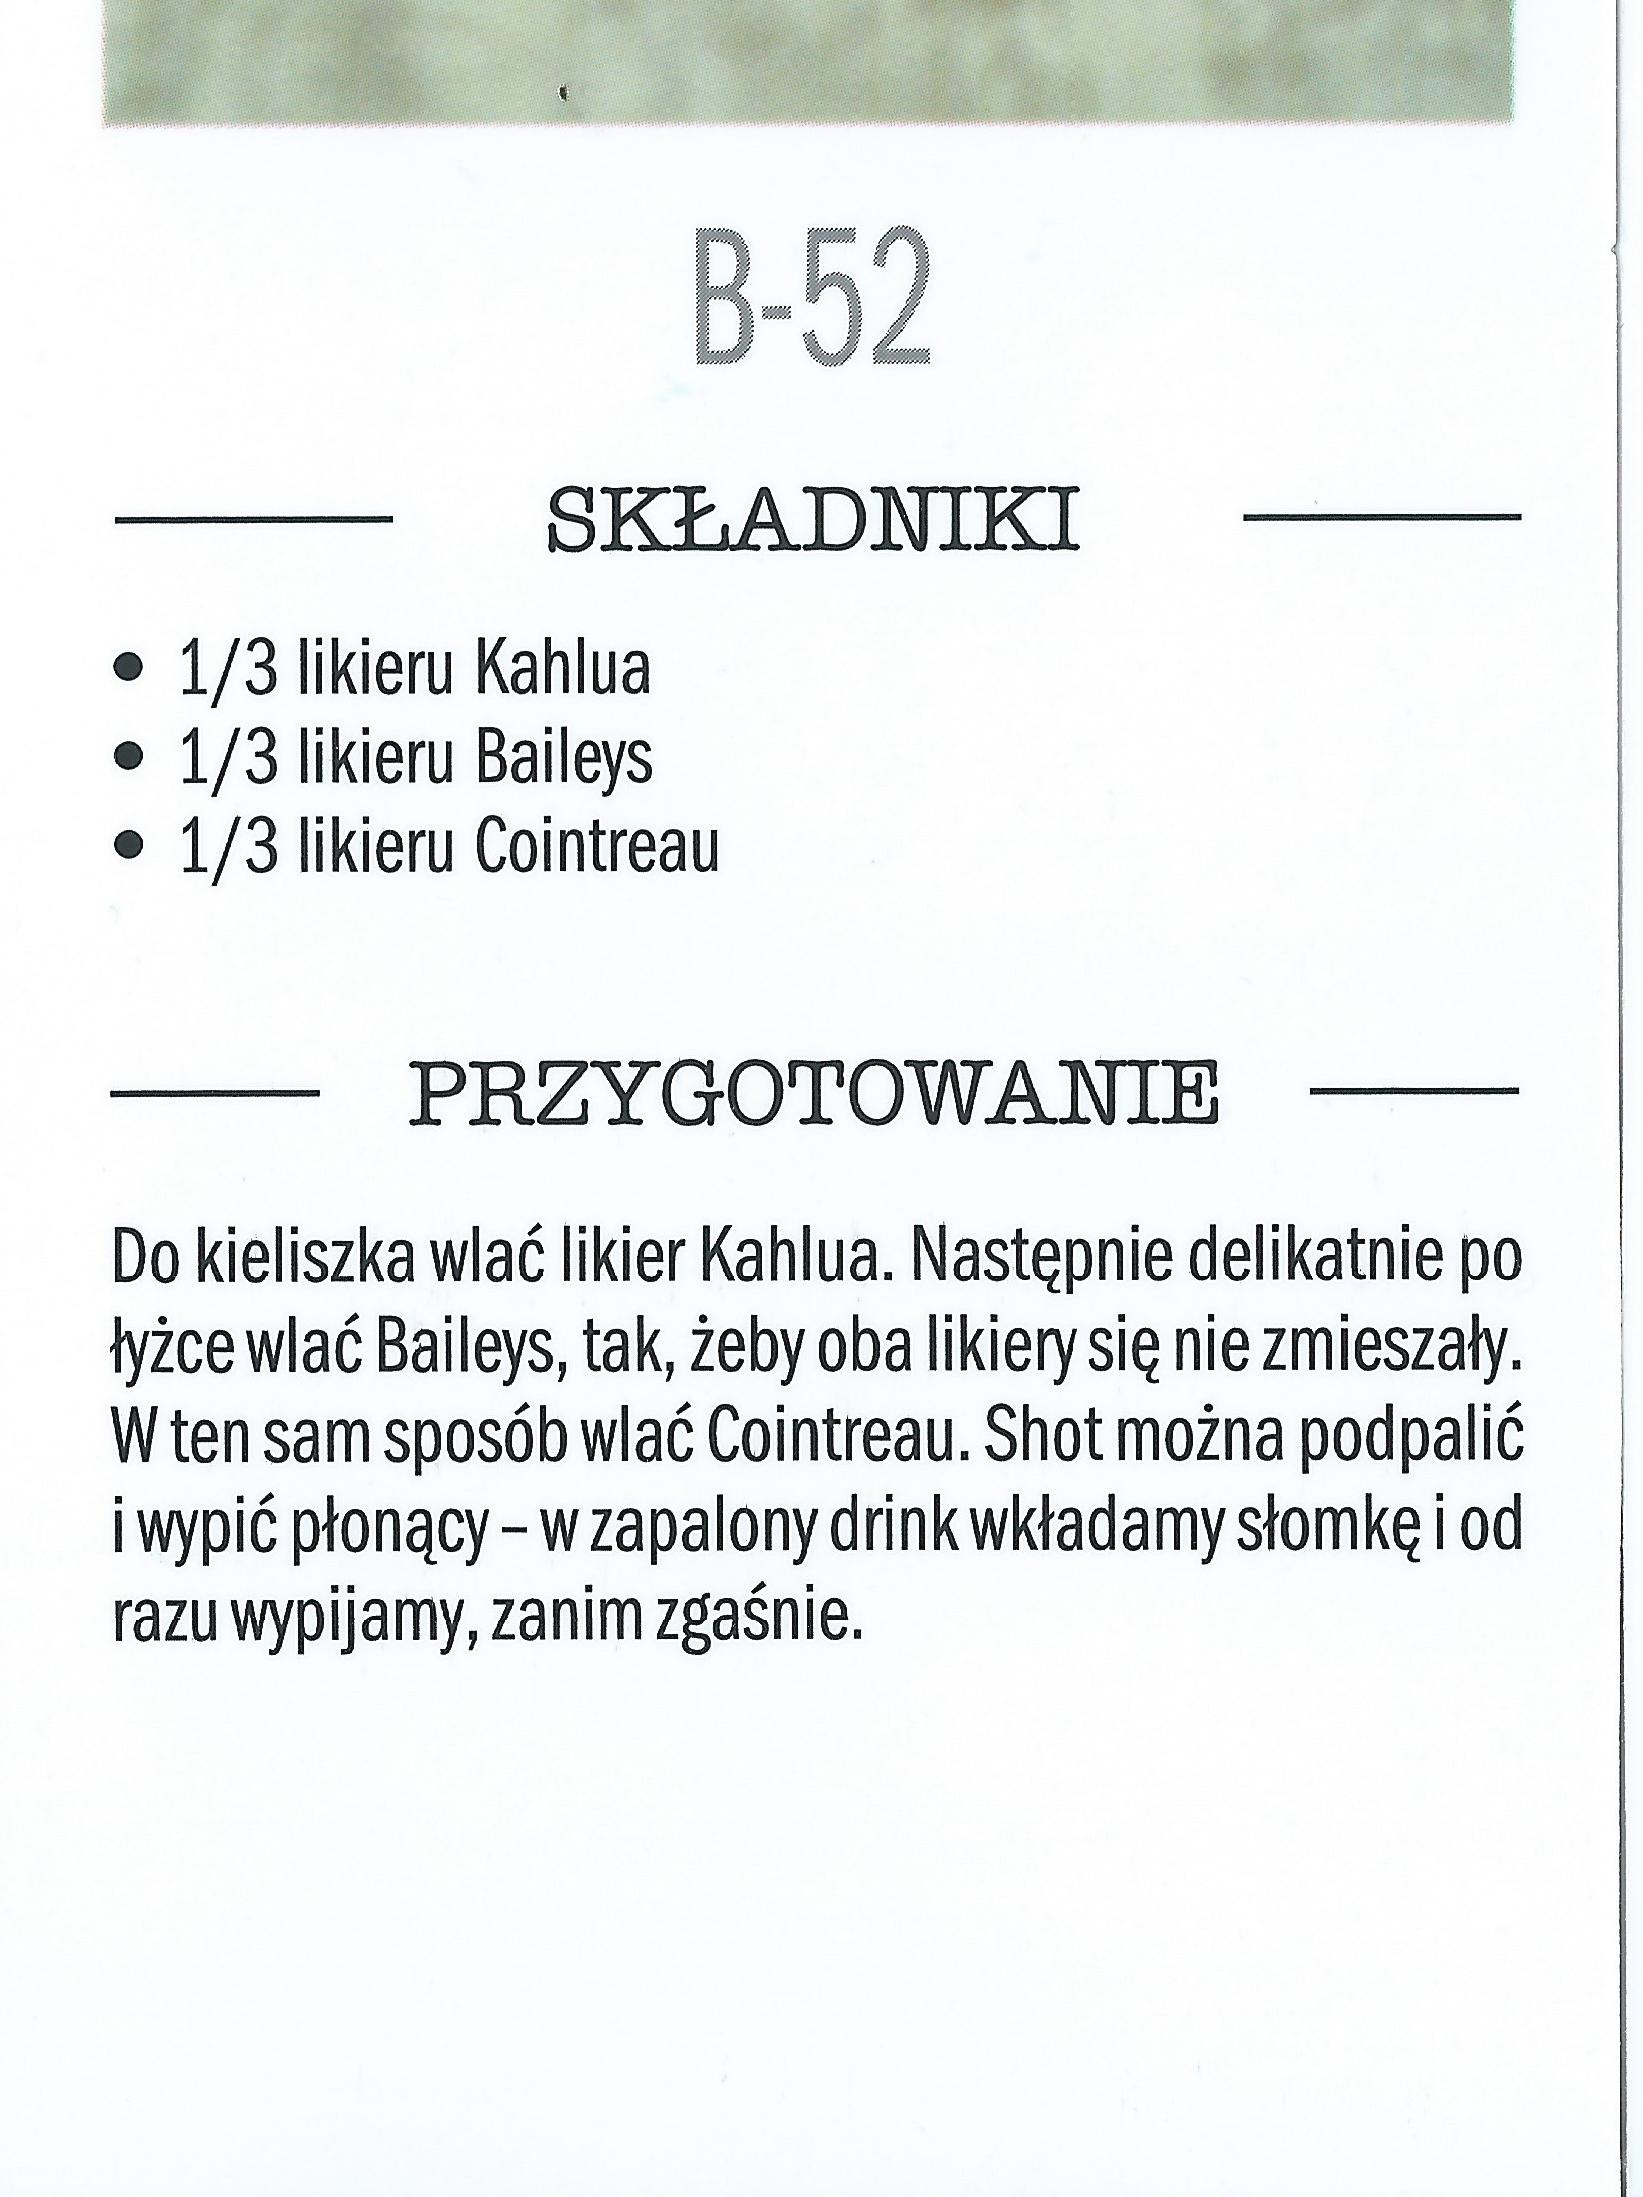 B-52
SKŁADNIKI
• 1/3 likieru Kahlua
• 1/3 likieru Baileys
• 1/3 likieru Cointreau
PRZYGOTOWANIE
Do kieliszka wlać likier Kahlua. Następnie delikatnie po
łyżce wlać Baileys, tak, żeby oba likiery się nie zmieszały.
W ten sam sposób wlać Cointreau. Shot można podpalić
i wypić płonący – w zapalony drink wkładamy słomkę i od
razu wypijamy, zanim zgaśnie.